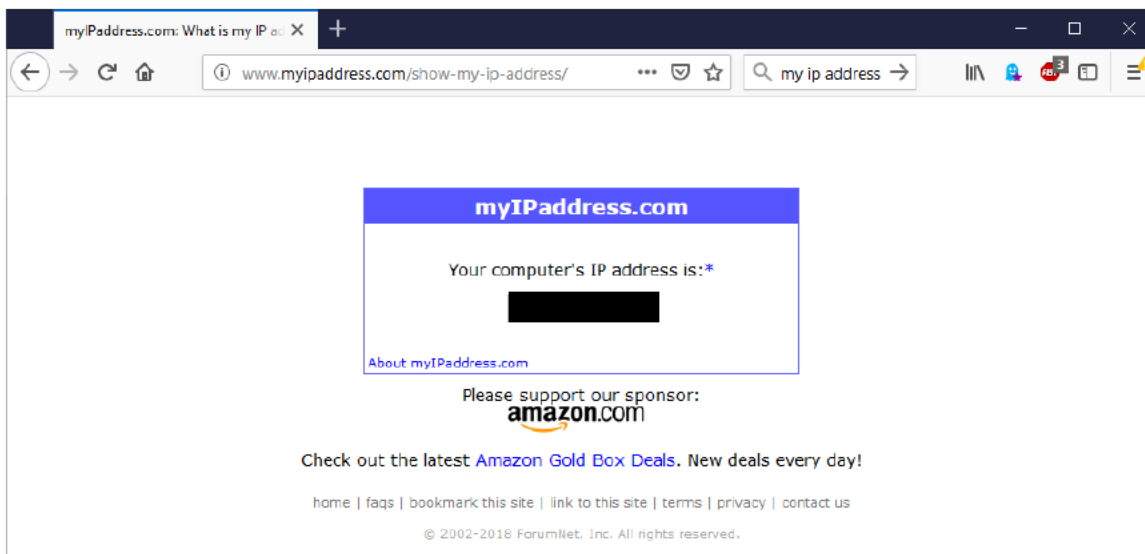 myIPaddress.com: What is my IP ad
www.myipaddress.com/show-my-ip-address/
my ip address
3
myIPaddress.com
Your computer's IP address is:*
About myIPaddress.com
Please support our sponsor:
amazon.com
Check out the latest Amazon Gold Box Deals. New deals every day!
home | faqs | bookmark this site | link to this site | terms | privacy | contact us
© 2002-2018 ForumNet, Inc. All rights reserved.